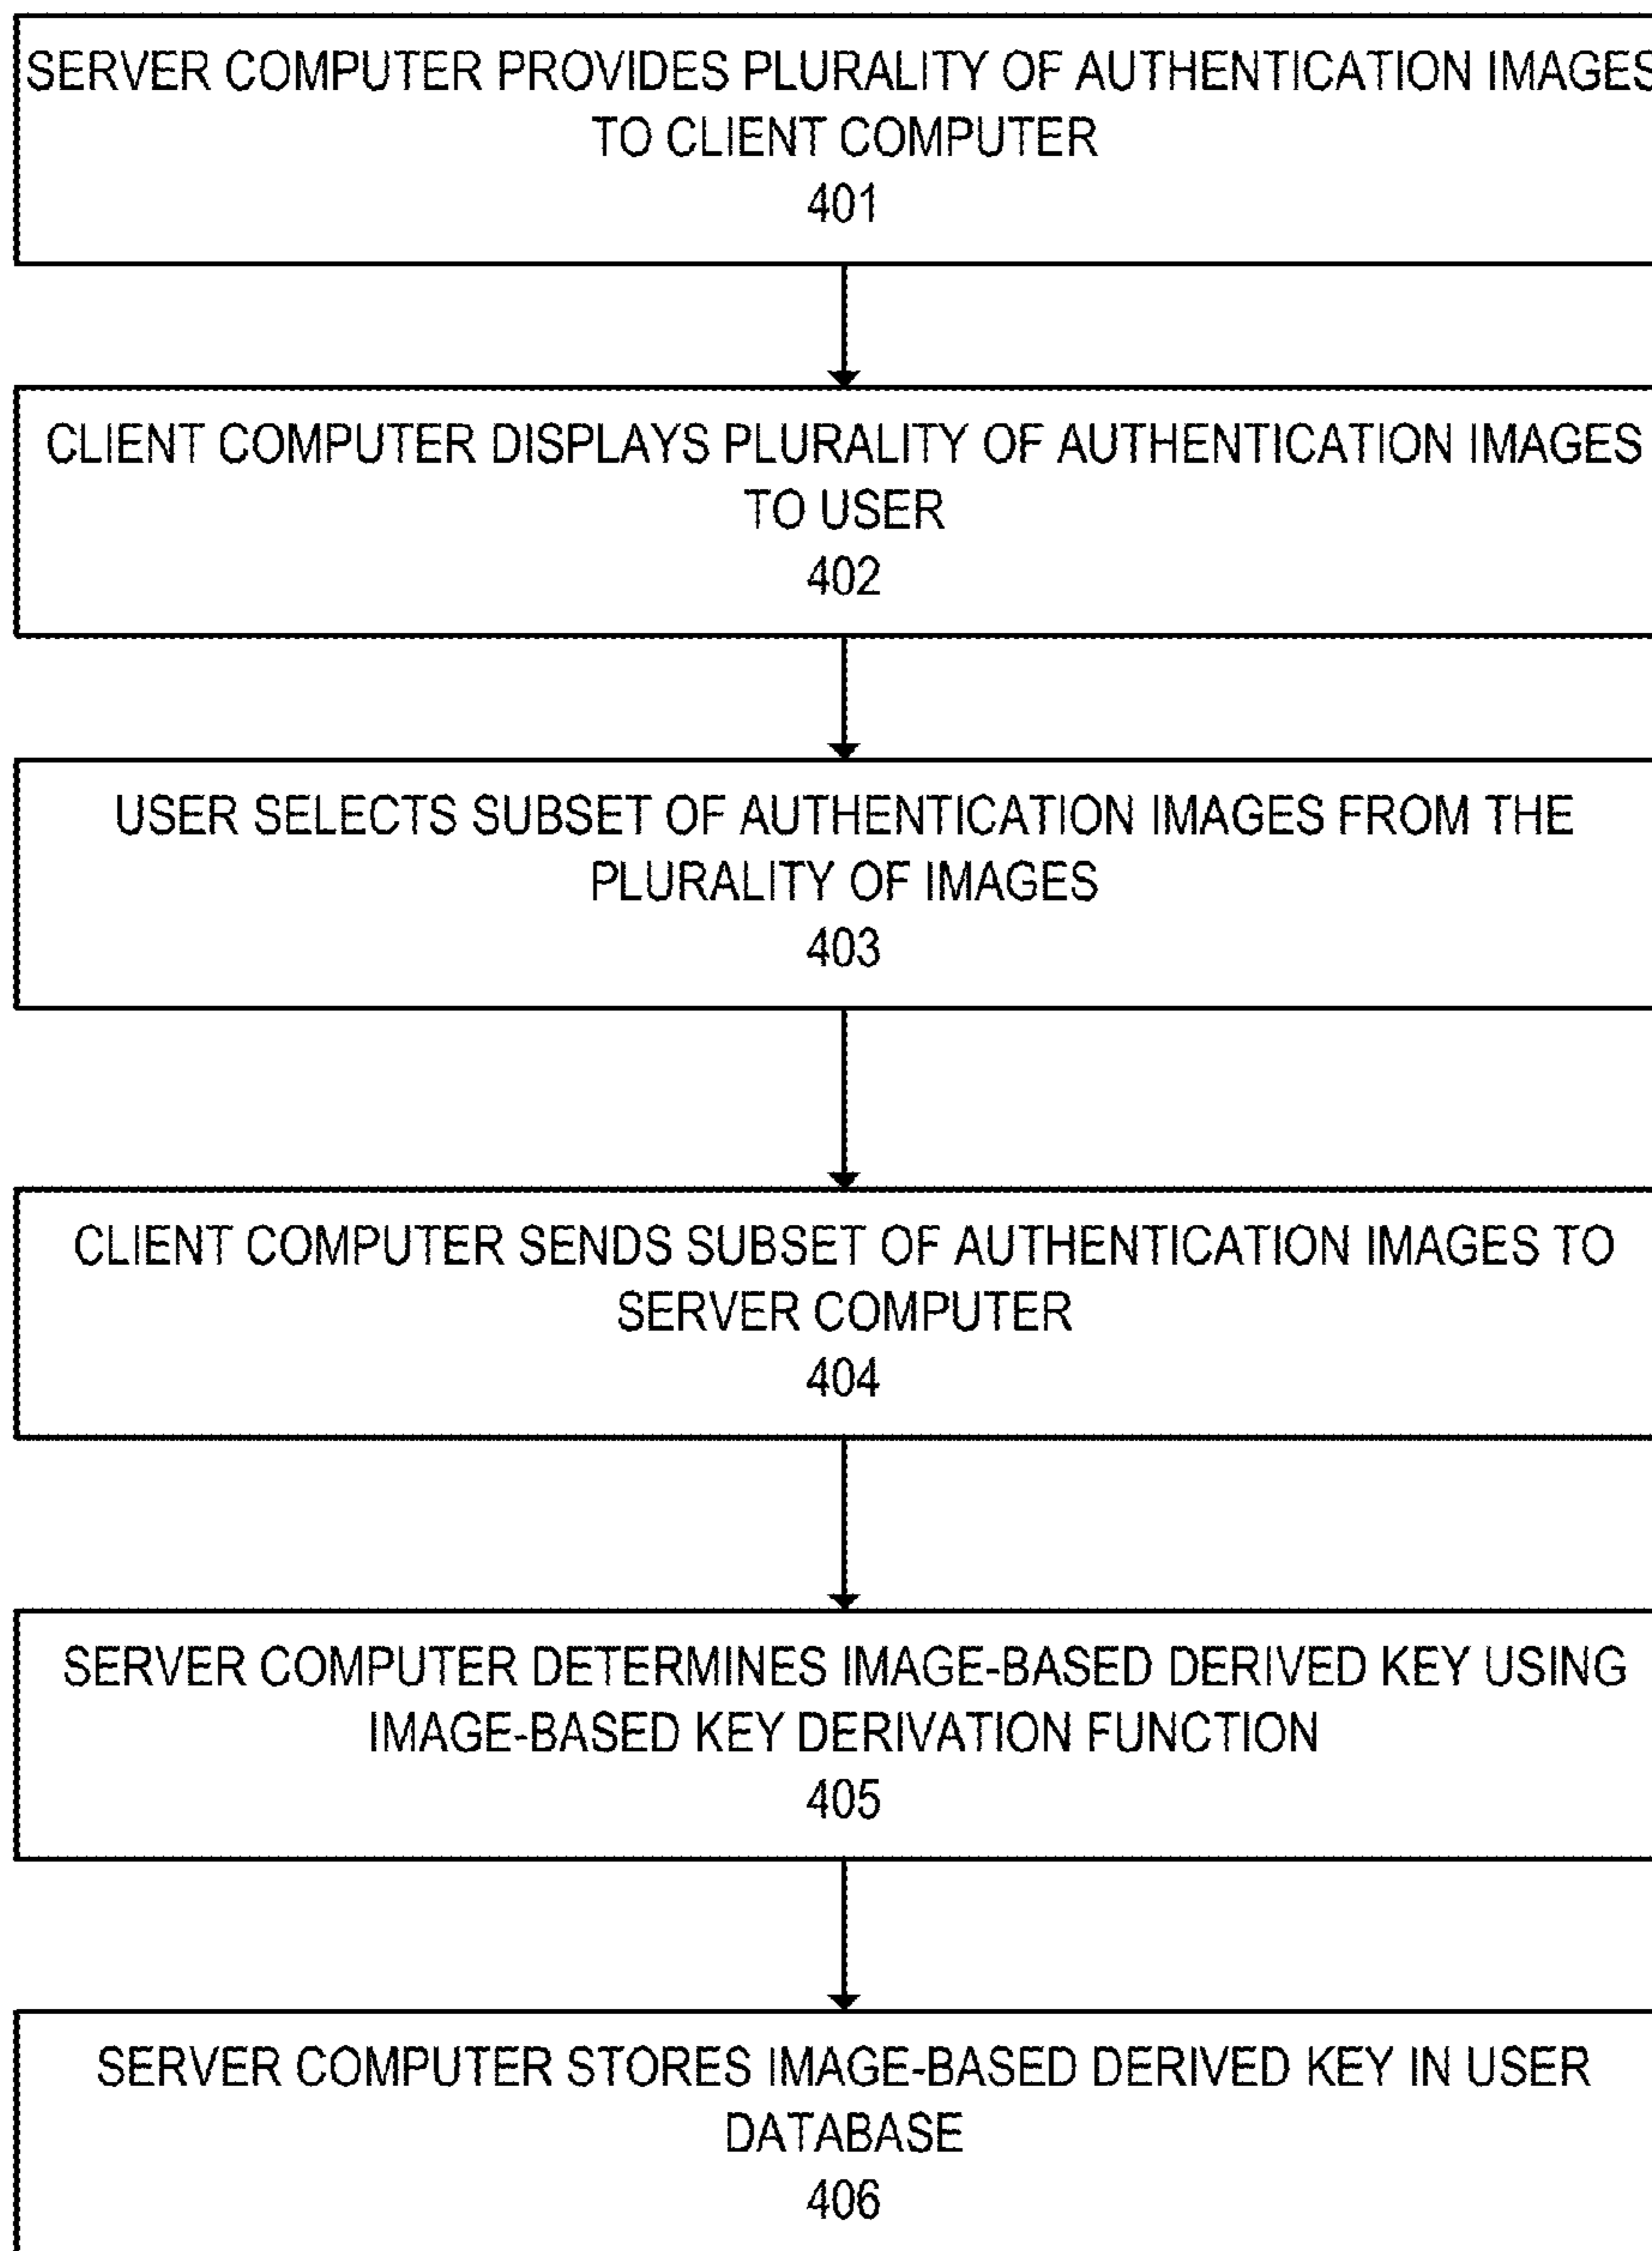 SERVER COMPUTER PROVIDES PLURALITY OF AUTHENTICATION IMAGES
TO CLIENT COMPUTER
401
CLIENT COMPUTER DISPLAYS PLURALITY OF AUTHENTICATION IMAGES
TO USER
402
USER SELECTS SUBSET OF AUTHENTICATION IMAGES FROM THE
PLURALITY OF IMAGES
403
CLIENT COMPUTER SENDS SUBSET OF AUTHENTICATION IMAGES TO
SERVER COMPUTER
404
SERVER COMPUTER DETERMINES IMAGE-BASED DERIVED KEY USING
IMAGE-BASED KEY DERIVATION FUNCTION
405
SERVER COMPUTER STORES IMAGE-BASED DERIVED KEY IN USER
DATABASE
406